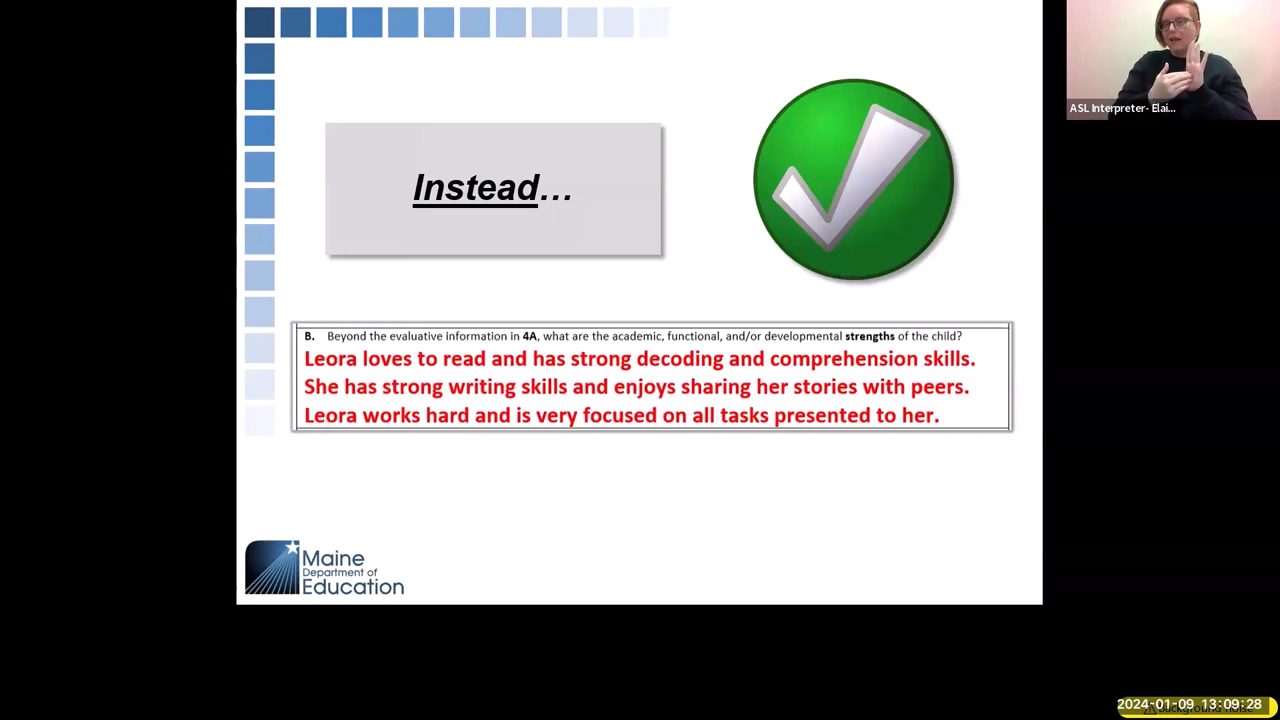 ASL Interpreter- Elai...
Instead...
B. Beyond the evaluative information in 4A, what are the academic, functional, and/or developmental strengths of the child?
Leora loves to read and has strong decoding and comprehension skills.
She has strong writing skills and enjoys sharing her stories with peers.
Leora works hard and is very focused on all tasks presented to her.
Maine
Department of
Education
2024-01-09 13:09:28